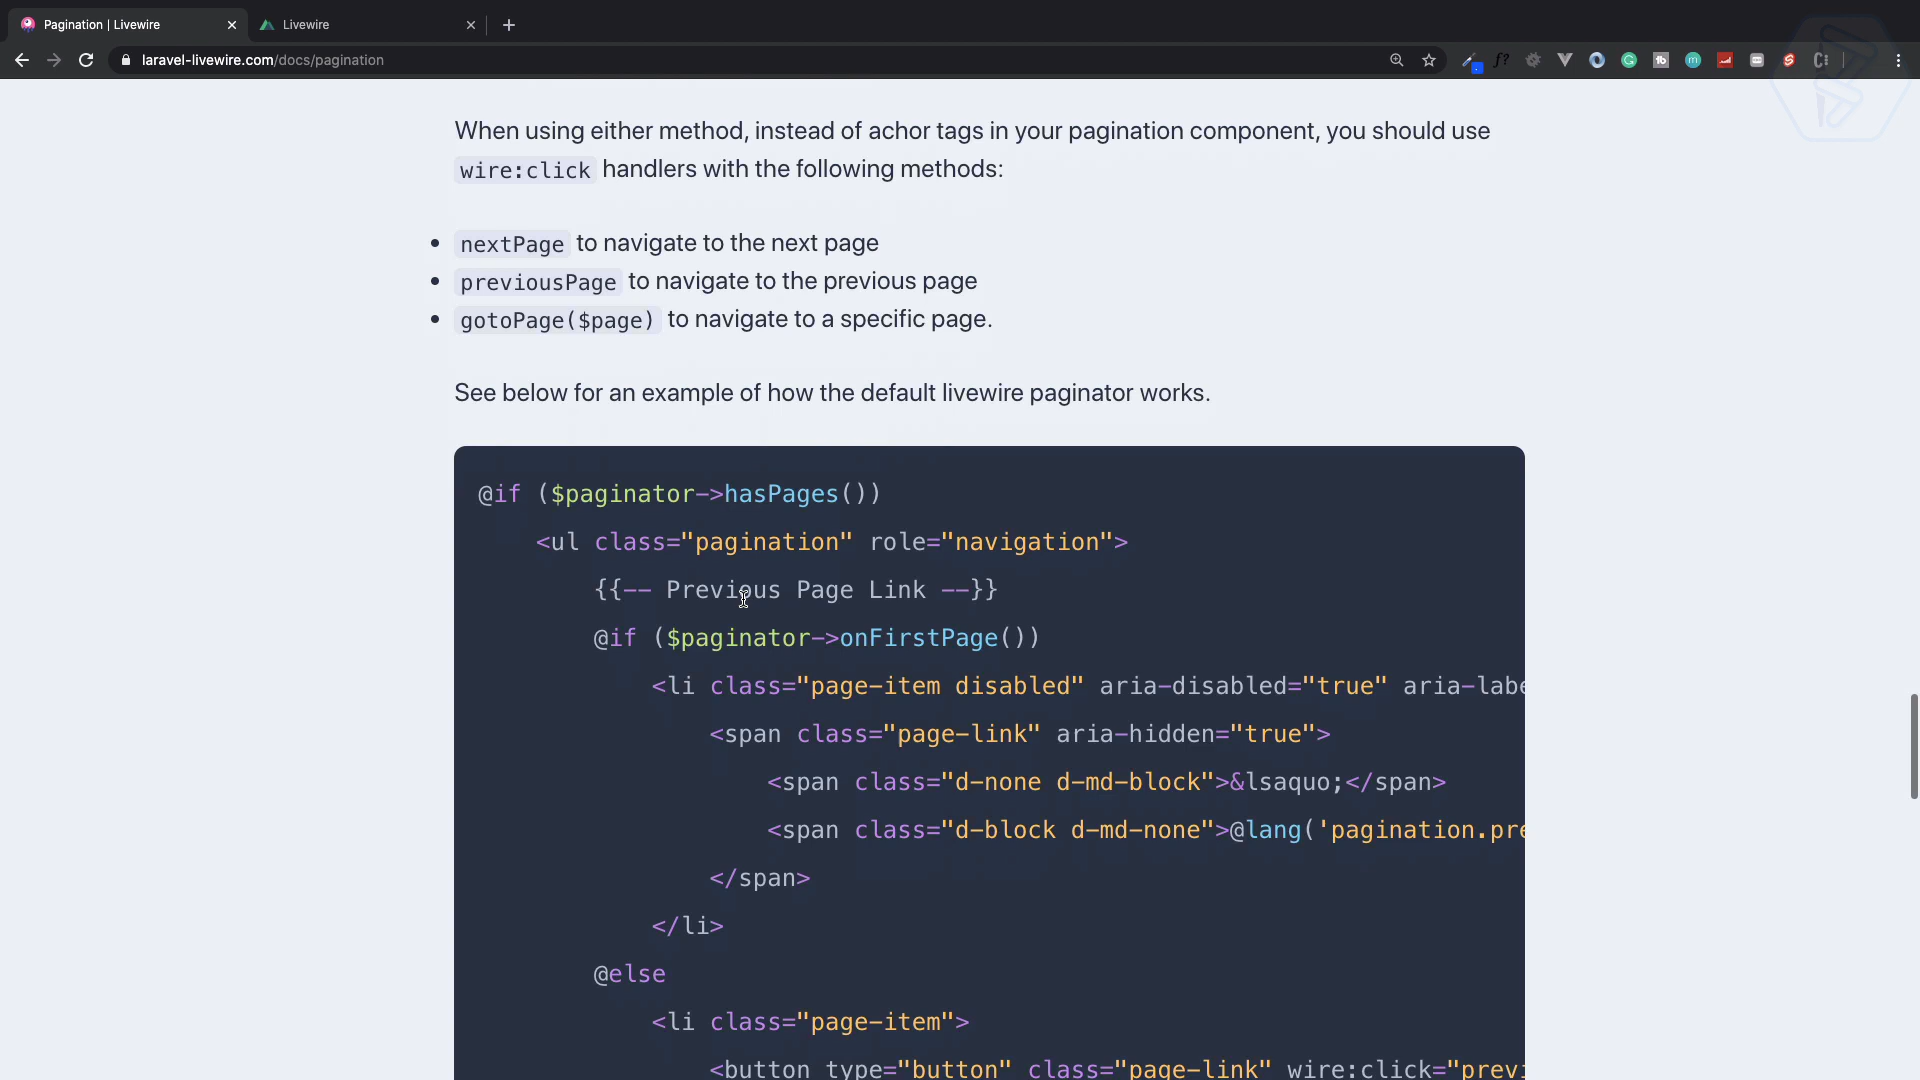 Pagination | Livewire
Livewire
laravel-livewire.com/docs/pagination
When using either method, instead of achor tags in your pagination component, you should use
wire:click handlers with the following methods:
nextPage to navigate to the next page
previousPage to navigate to the previous page
gotoPage($page) to navigate to a specific page.
See below for an example of how the default livewire paginator works.
@if ($paginator->hasPages())
<ul class="pagination" role="navigation">
{{-- Previous Page Link --}}
@if ($paginator->onFirstPage())
<li class="page-item disabled" aria-disabled="true" aria-labe
<span class="page-link" aria-hidden="true">
<span class="d-none d-md-block">&lsaquo;</span>
<span class="d-block d-md-none">@lang('pagination.pre
</span>
</li>
@else
<li class="page-item">
<button type="button" class="page-link" wire:click="previ